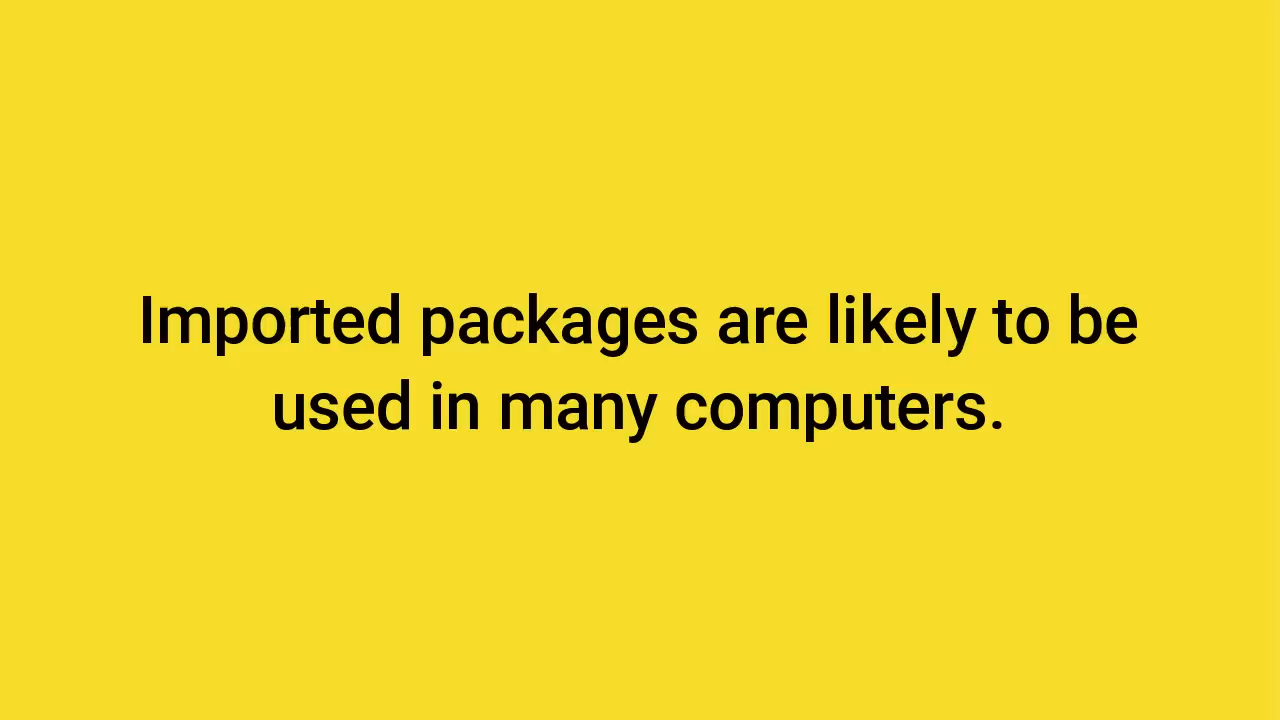 Imported packages are likely to be
used in many computers.